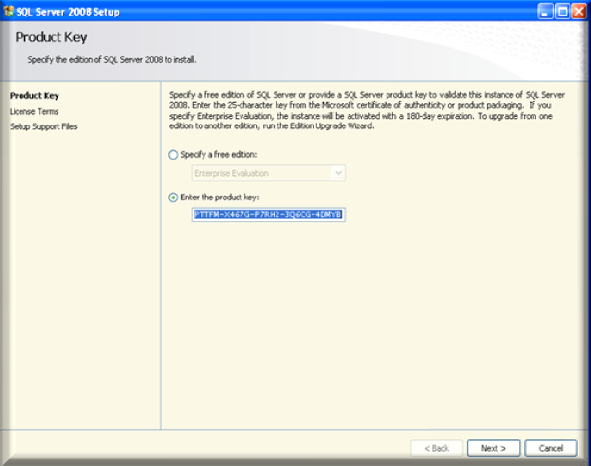 SQL Server 2008 Setup
Product Key
Specify the edition of SQL Server 2008 to install.
Product Key
License Terms
Setup Support Files
Specify a free edition of SQL Server or provide a SQL Server product key to validate this instance of SQL Server
2008. Enter the 25-character key from the Microsoft certificate of authenticity or product packaging. If you
specify Enterprise Evaluation, the instance will be activated with a 180-day expiration. To upgrade from one
edition to another edition, run the Edition Upgrade Wizard.
Specify a free edition:
Enterprise Evaluation
Enter the product key:
< Back
Next >
Cancel